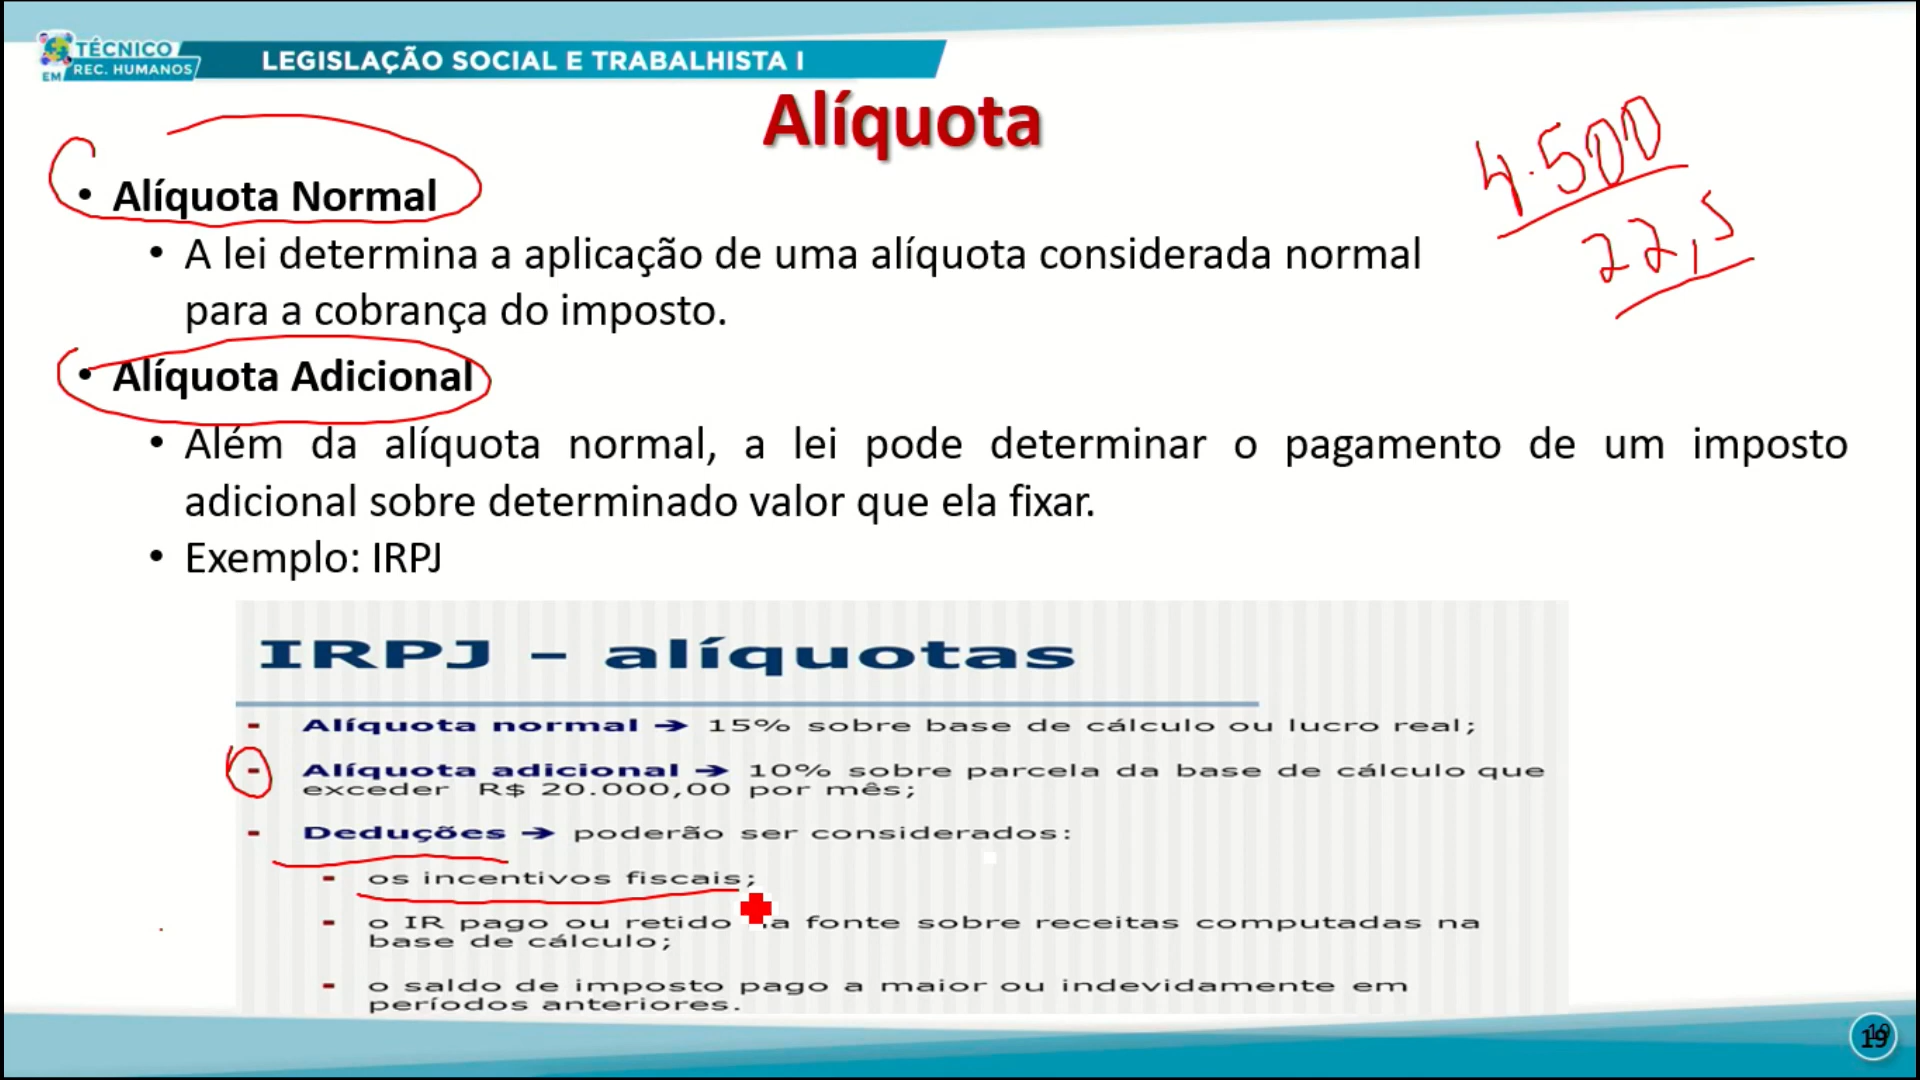 TÉCNICO
EM REC. HUMANOS
LEGISLAÇÃO SOCIAL E TRABALHISTA I
Alíquota
4.500
22,5
• Alíquota Normal
• A lei determina a aplicação de uma alíquota considerada normal
para a cobrança do imposto.
• Alíquota Adicional
• Além da alíquota normal, a lei pode determinar o pagamento de um imposto
adicional sobre determinado valor que ela fixar.
• Exemplo: IRPJ
IRPJ – alíquotas
- Alíquota normal → 15% sobre base de cálculo ou lucro real;
- Alíquota adicional → 10% sobre parcela da base de cálculo que
exceder R$ 20.000,00 por mês;
- Deduções → poderão ser considerados:
- os incentivos fiscais;
- o IR pago ou retido na fonte sobre receitas computadas na
base de cálculo;
- o saldo de imposto pago a maior ou indevidamente em
períodos anteriores.
19